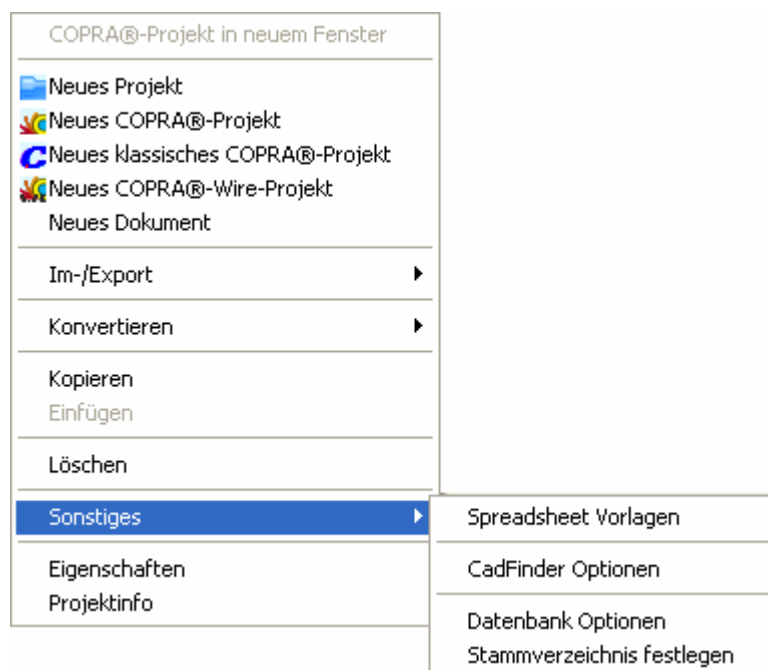 COPRA®-Projekt in neuem Fenster
Neues Projekt
Neues COPRA®-Projekt
Neues klassisches COPRA®-Projekt
Neues COPRA®-Wire-Projekt
Neues Dokument
Im-/Export
Konvertieren
Kopieren
Einfügen
Löschen
Sonstiges
Eigenschaften
Projektinfo
Spreadsheet Vorlagen
CadFinder Optionen
Datenbank Optionen
Stammverzeichnis festlegen